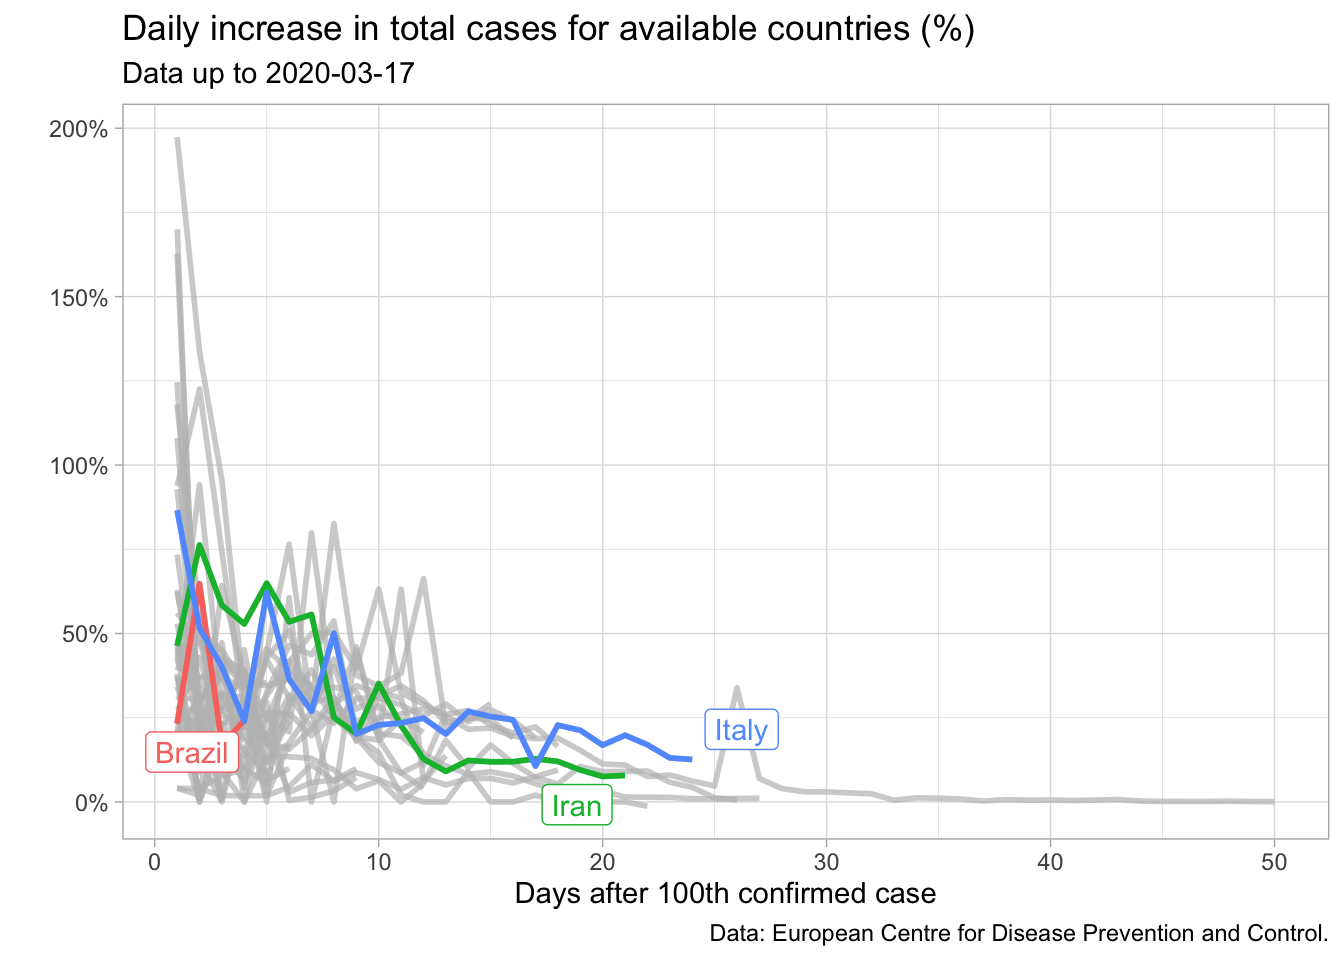 Daily increase in total cases for available countries (%)
Data up to 2020-03-17
200%
150%
100%
50%
0%
Italy
Brazil
Iran
0 10 20 30 40 50
Days after 100th confirmed case
Data: European Centre for Disease Prevention and Control.